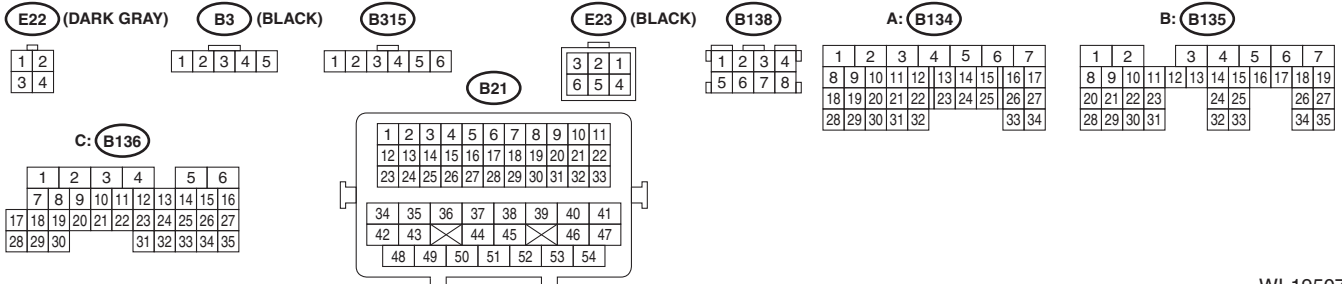 E22 (DARK GRAY) B3 (BLACK) B315 E23 (BLACK) B138 A: B134 B: B135
1 2
3 4
1 2 3 4 5
1 2 3 4 5 6
3 2 1
6 5 4
1 2 3 4
5 6 7 8
1 2 3 4 5 6 7
8 9 10 11 12 13 14 15 16 17
18 19 20 21 22 23 24 25 26 27
28 29 30 31 32 33 34
1 2 3 4 5 6 7
8 9 10 11 12 13 14 15 16 17 18 19
20 21 22 23 24 25 26 27
28 29 30 31 32 33 34 35
C: B136
1 2 3 4 5 6
7 8 9 10 11 12 13 14 15 16
17 18 19 20 21 22 23 24 25 26 27
28 29 30 31 32 33 34 35
B21
1 2 3 4 5 6 7 8 9 10 11
12 13 14 15 16 17 18 19 20 21 22
23 24 25 26 27 28 29 30 31 32 33
34 35 36 37 38 39 40 41
42 43 44 45 46 47
48 49 50 51 52 53 54